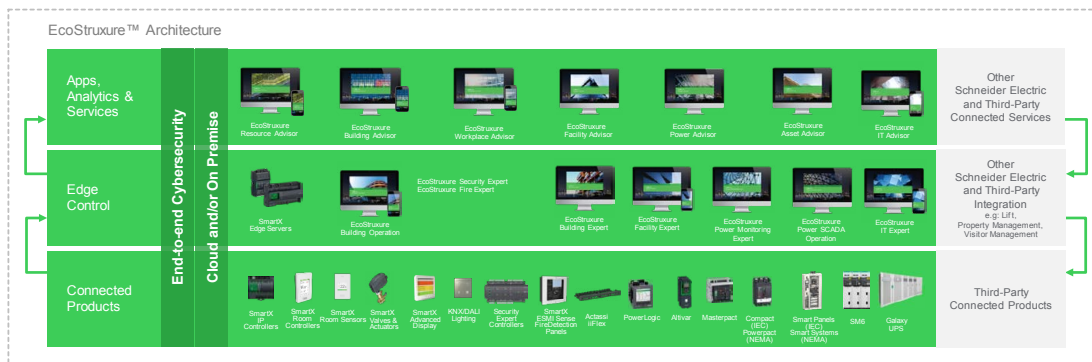 EcoStruxure™ Architecture
Apps,
Analytics &
Services
End-to-end Cybersecurity
Cloud and/or On Premise
EcoStruxure
Resource Advisor
EcoStruxure
Building Advisor
EcoStruxure
Workplace Advisor
EcoStruxure
Facility Advisor
EcoStruxure
Power Advisor
EcoStruxure
Asset Advisor
EcoStruxure
IT Advisor
Other
Schneider Electric
and Third-Party
Connected Services
Edge
Control
SmartX
Edge Servers
EcoStruxure
Building Operation
EcoStruxure Security Expert
EcoStruxure Fire Expert
EcoStruxure
Building Expert
EcoStruxure
Facility Expert
EcoStruxure
Power Monitoring
Expert
EcoStruxure
Power SCADA
Operation
EcoStruxure
IT Expert
Other
Schneider Electric
and Third-Party
Integration
e.g: Lift,
Property Management,
Visitor Management
Connected
Products
SmartX
IP
Controllers
SmartX
Room
Controllers
SmartX
Room Sensors
SmartX
Valves &
Actuators
SmartX
Advanced
Display
KNX/DALI
Lighting
Security
Expert
Controllers
SmartX
ESMI Sense
FireDetection
Panels
Actassi
iiFlex
PowerLogic
Altivar
Masterpact
Compact
(IEC)
Powerpact
(NEMA)
Smart Panels
(IEC)
Smart Systems
(NEMA)
SM6
Galaxy
UPS
Third-Party
Connected Products